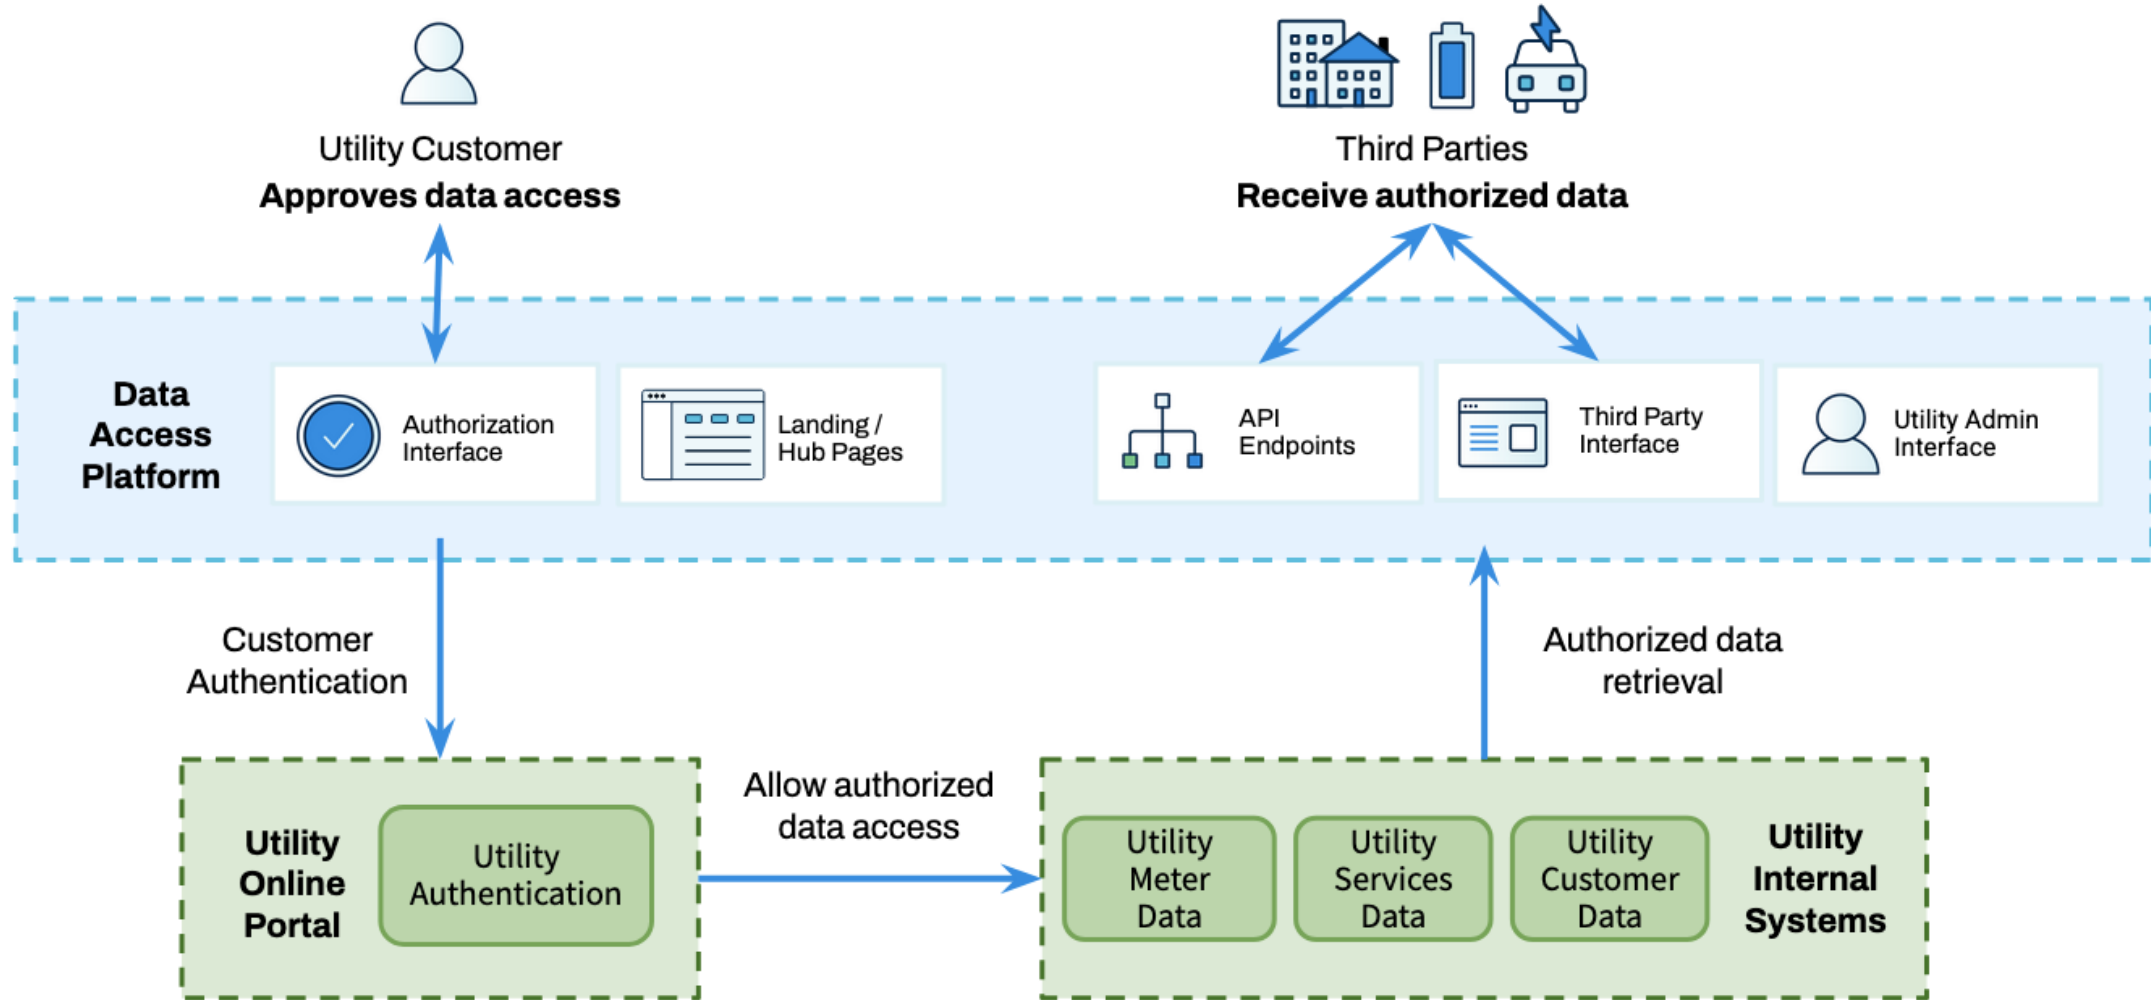 Utility Customer
Approves data access
Third Parties
Receive authorized data
Data
Access
Platform
Authorization
Interface
Landing /
Hub Pages
API
Endpoints
Third Party
Interface
Utility Admin
Interface
Customer
Authentication
Authorized data
retrieval
Utility
Online
Portal
Utility
Authentication
Allow authorized
data access
Utility
Meter
Data
Utility
Services
Data
Utility
Customer
Data
Utility
Internal
Systems